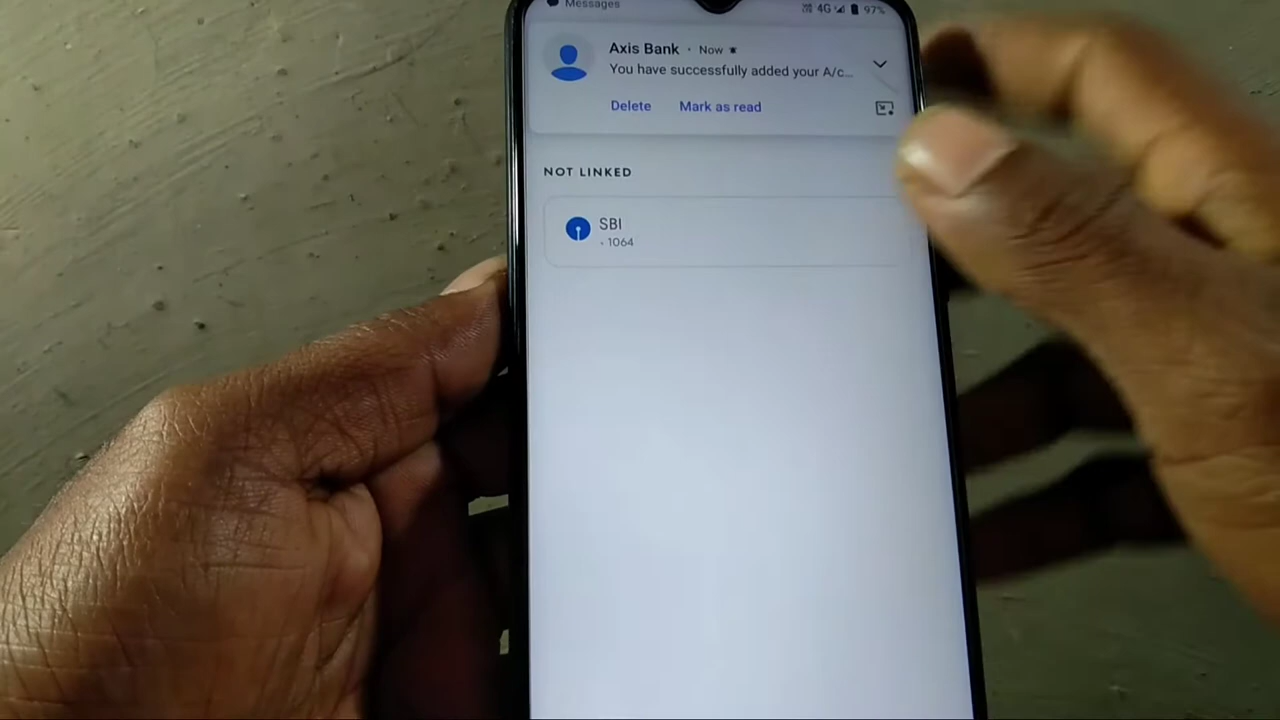 Messages
4G 97%
Axis Bank • Now
You have successfully added your A/c...
Delete Mark as read
NOT LINKED
SBI
- 1064